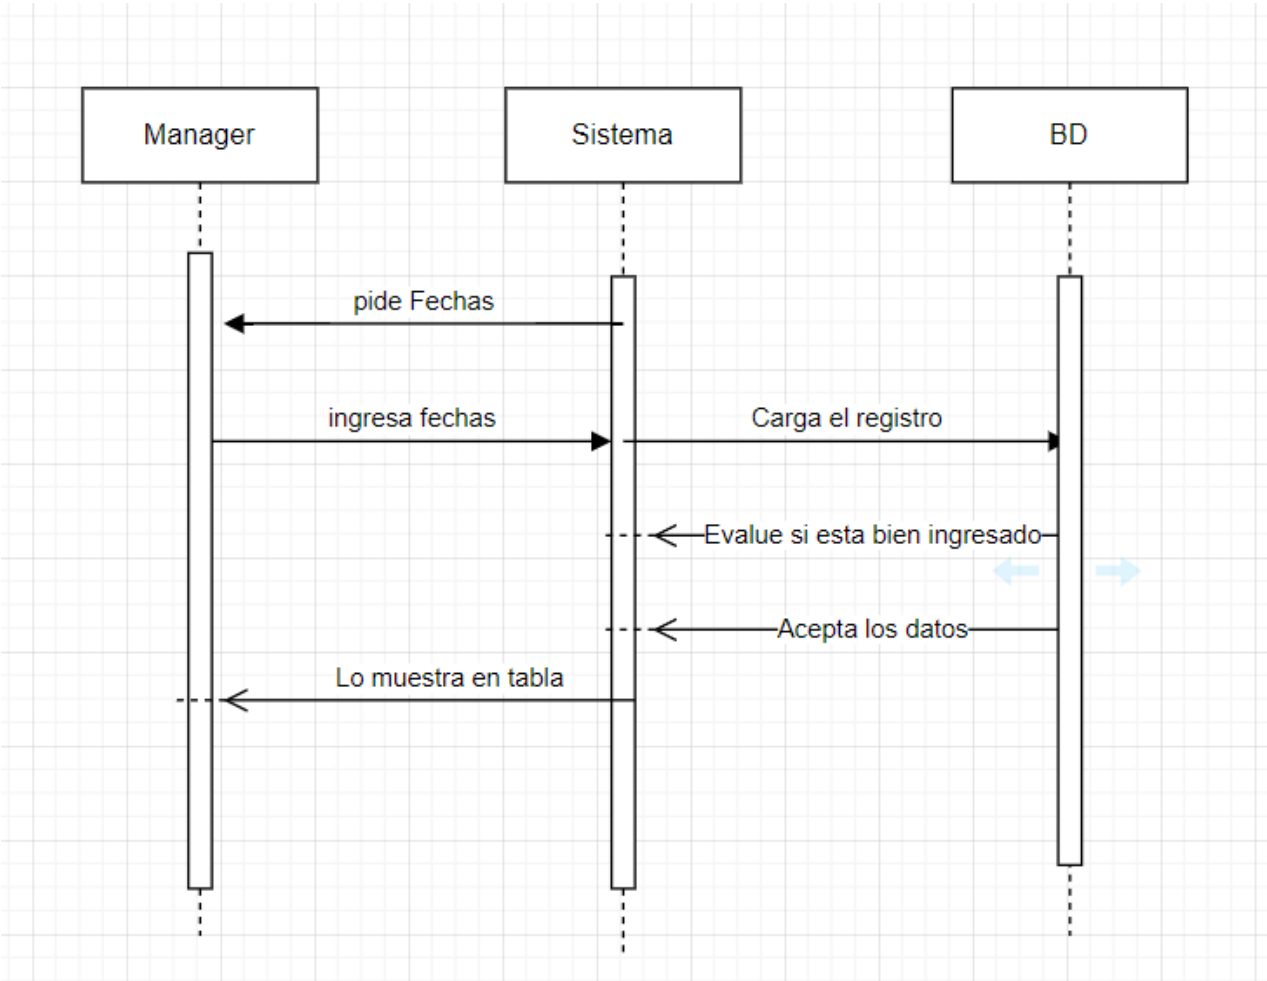 Manager
Sistema
BD
pide Fechas
ingresa fechas
Carga el registro
Evalue si esta bien ingresado
Acepta los datos
Lo muestra en tabla